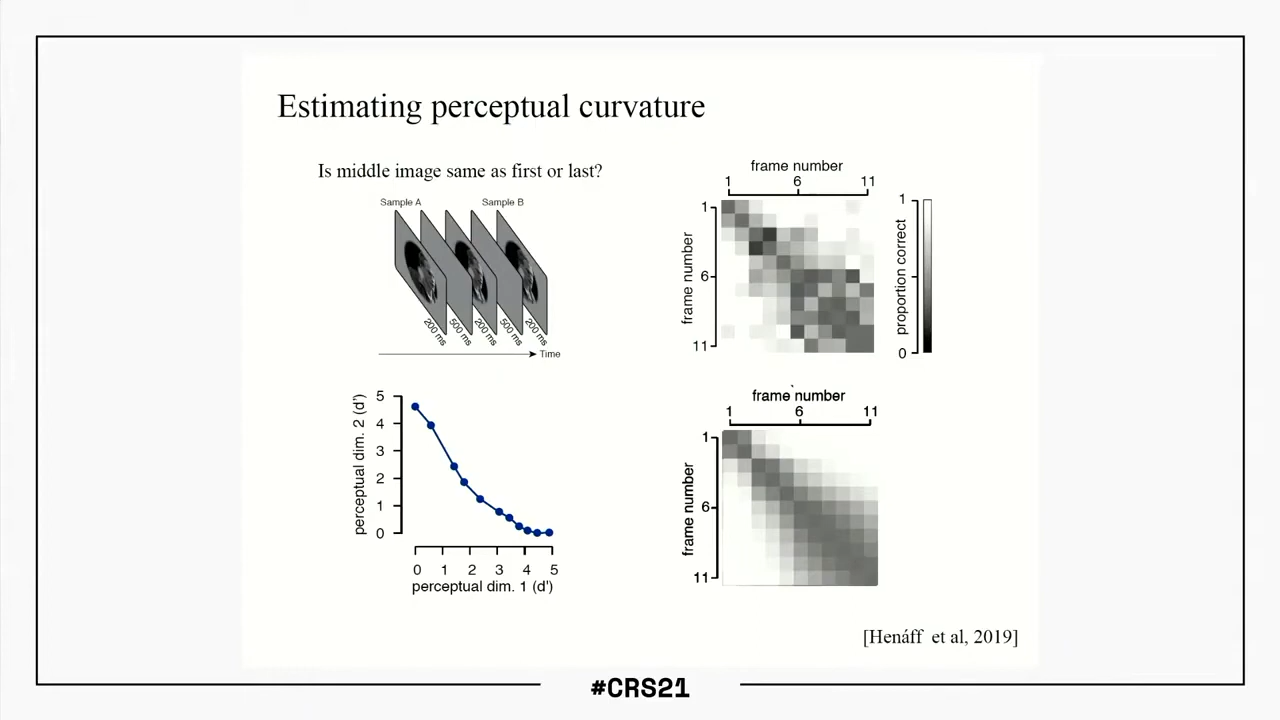 Estimating perceptual curvature
Is middle image same as first or last?
Sample A
Sample B
200 ms
500 ms
200 ms
500 ms
200 ms
Time
frame number
1
6
11
frame number
1
6
11
proportion correct
1
0
perceptual dim. 2 (d')
5
4
3
2
1
0
0
1
2
3
4
5
perceptual dim. 1 (d')
frame number
1
6
11
frame number
1
6
11
[Henáff et al, 2019]
#CRS21